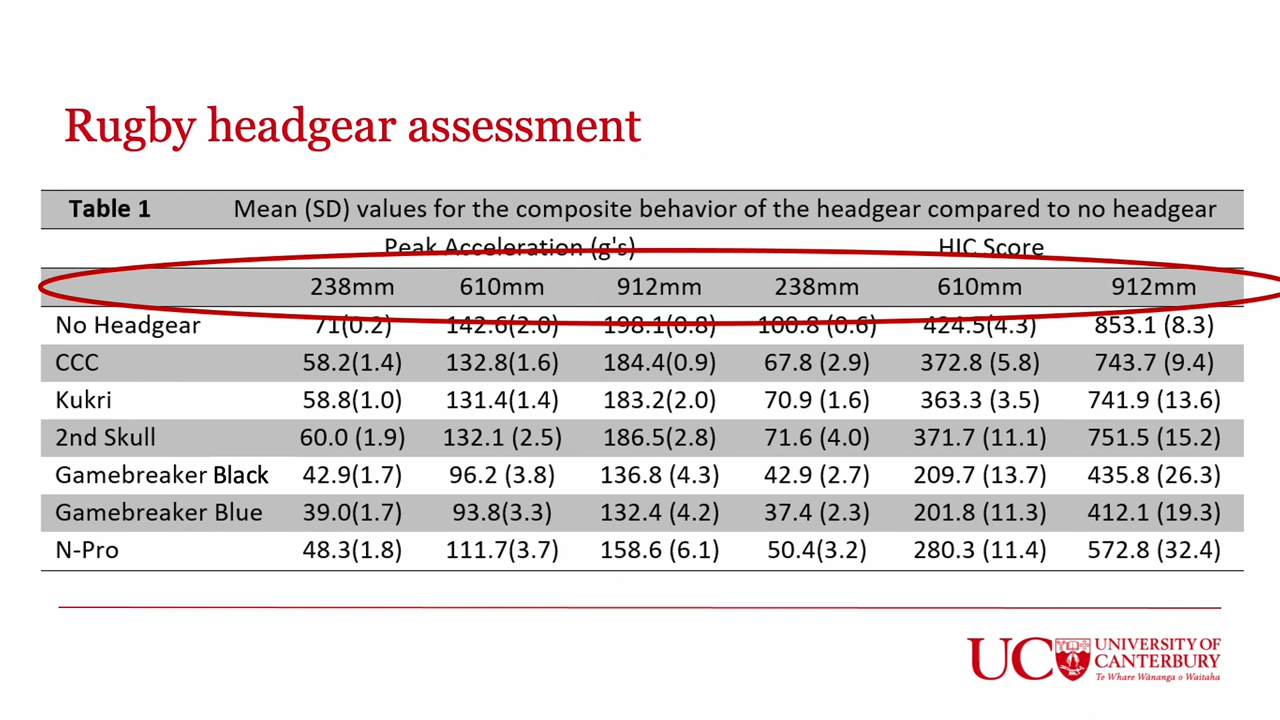 Rugby headgear assessment
Table 1 Mean (SD) values for the composite behavior of the headgear compared to no headgear
Peak Acceleration (g's) HIC Score
238mm 610mm 912mm 238mm 610mm 912mm
No Headgear 71(0.2) 142.6(2.0) 198.1(0.8) 100.8 (0.6) 424.5(4.3) 853.1 (8.3)
CCC 58.2(1.4) 132.8(1.6) 184.4(0.9) 67.8 (2.9) 372.8 (5.8) 743.7 (9.4)
Kukri 58.8(1.0) 131.4(1.4) 183.2(2.0) 70.9 (1.6) 363.3 (3.5) 741.9 (13.6)
2nd Skull 60.0 (1.9) 132.1 (2.5) 186.5(2.8) 71.6 (4.0) 371.7 (11.1) 751.5 (15.2)
Gamebreaker Black 42.9(1.7) 96.2 (3.8) 136.8 (4.3) 42.9 (2.7) 209.7 (13.7) 435.8 (26.3)
Gamebreaker Blue 39.0(1.7) 93.8(3.3) 132.4 (4.2) 37.4 (2.3) 201.8 (11.3) 412.1 (19.3)
N-Pro 48.3(1.8) 111.7(3.7) 158.6 (6.1) 50.4(3.2) 280.3 (11.4) 572.8 (32.4)
UC UNIVERSITY OF
CANTERBURY
Te Whare Wānanga o Waitaha